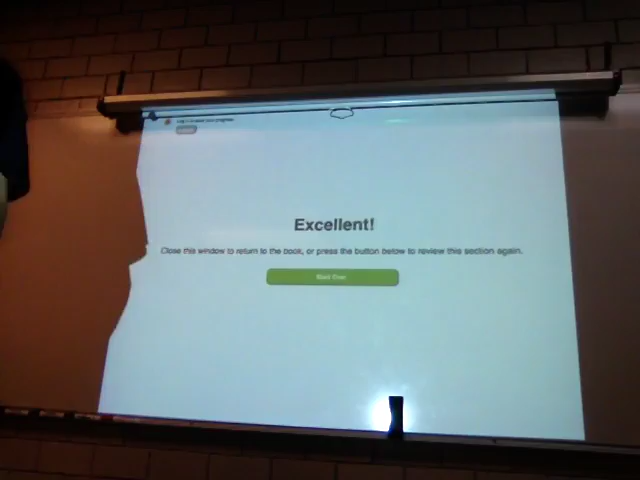 Excellent!
Close this window to return to the book, or press the button below to review this section again.
Start Over